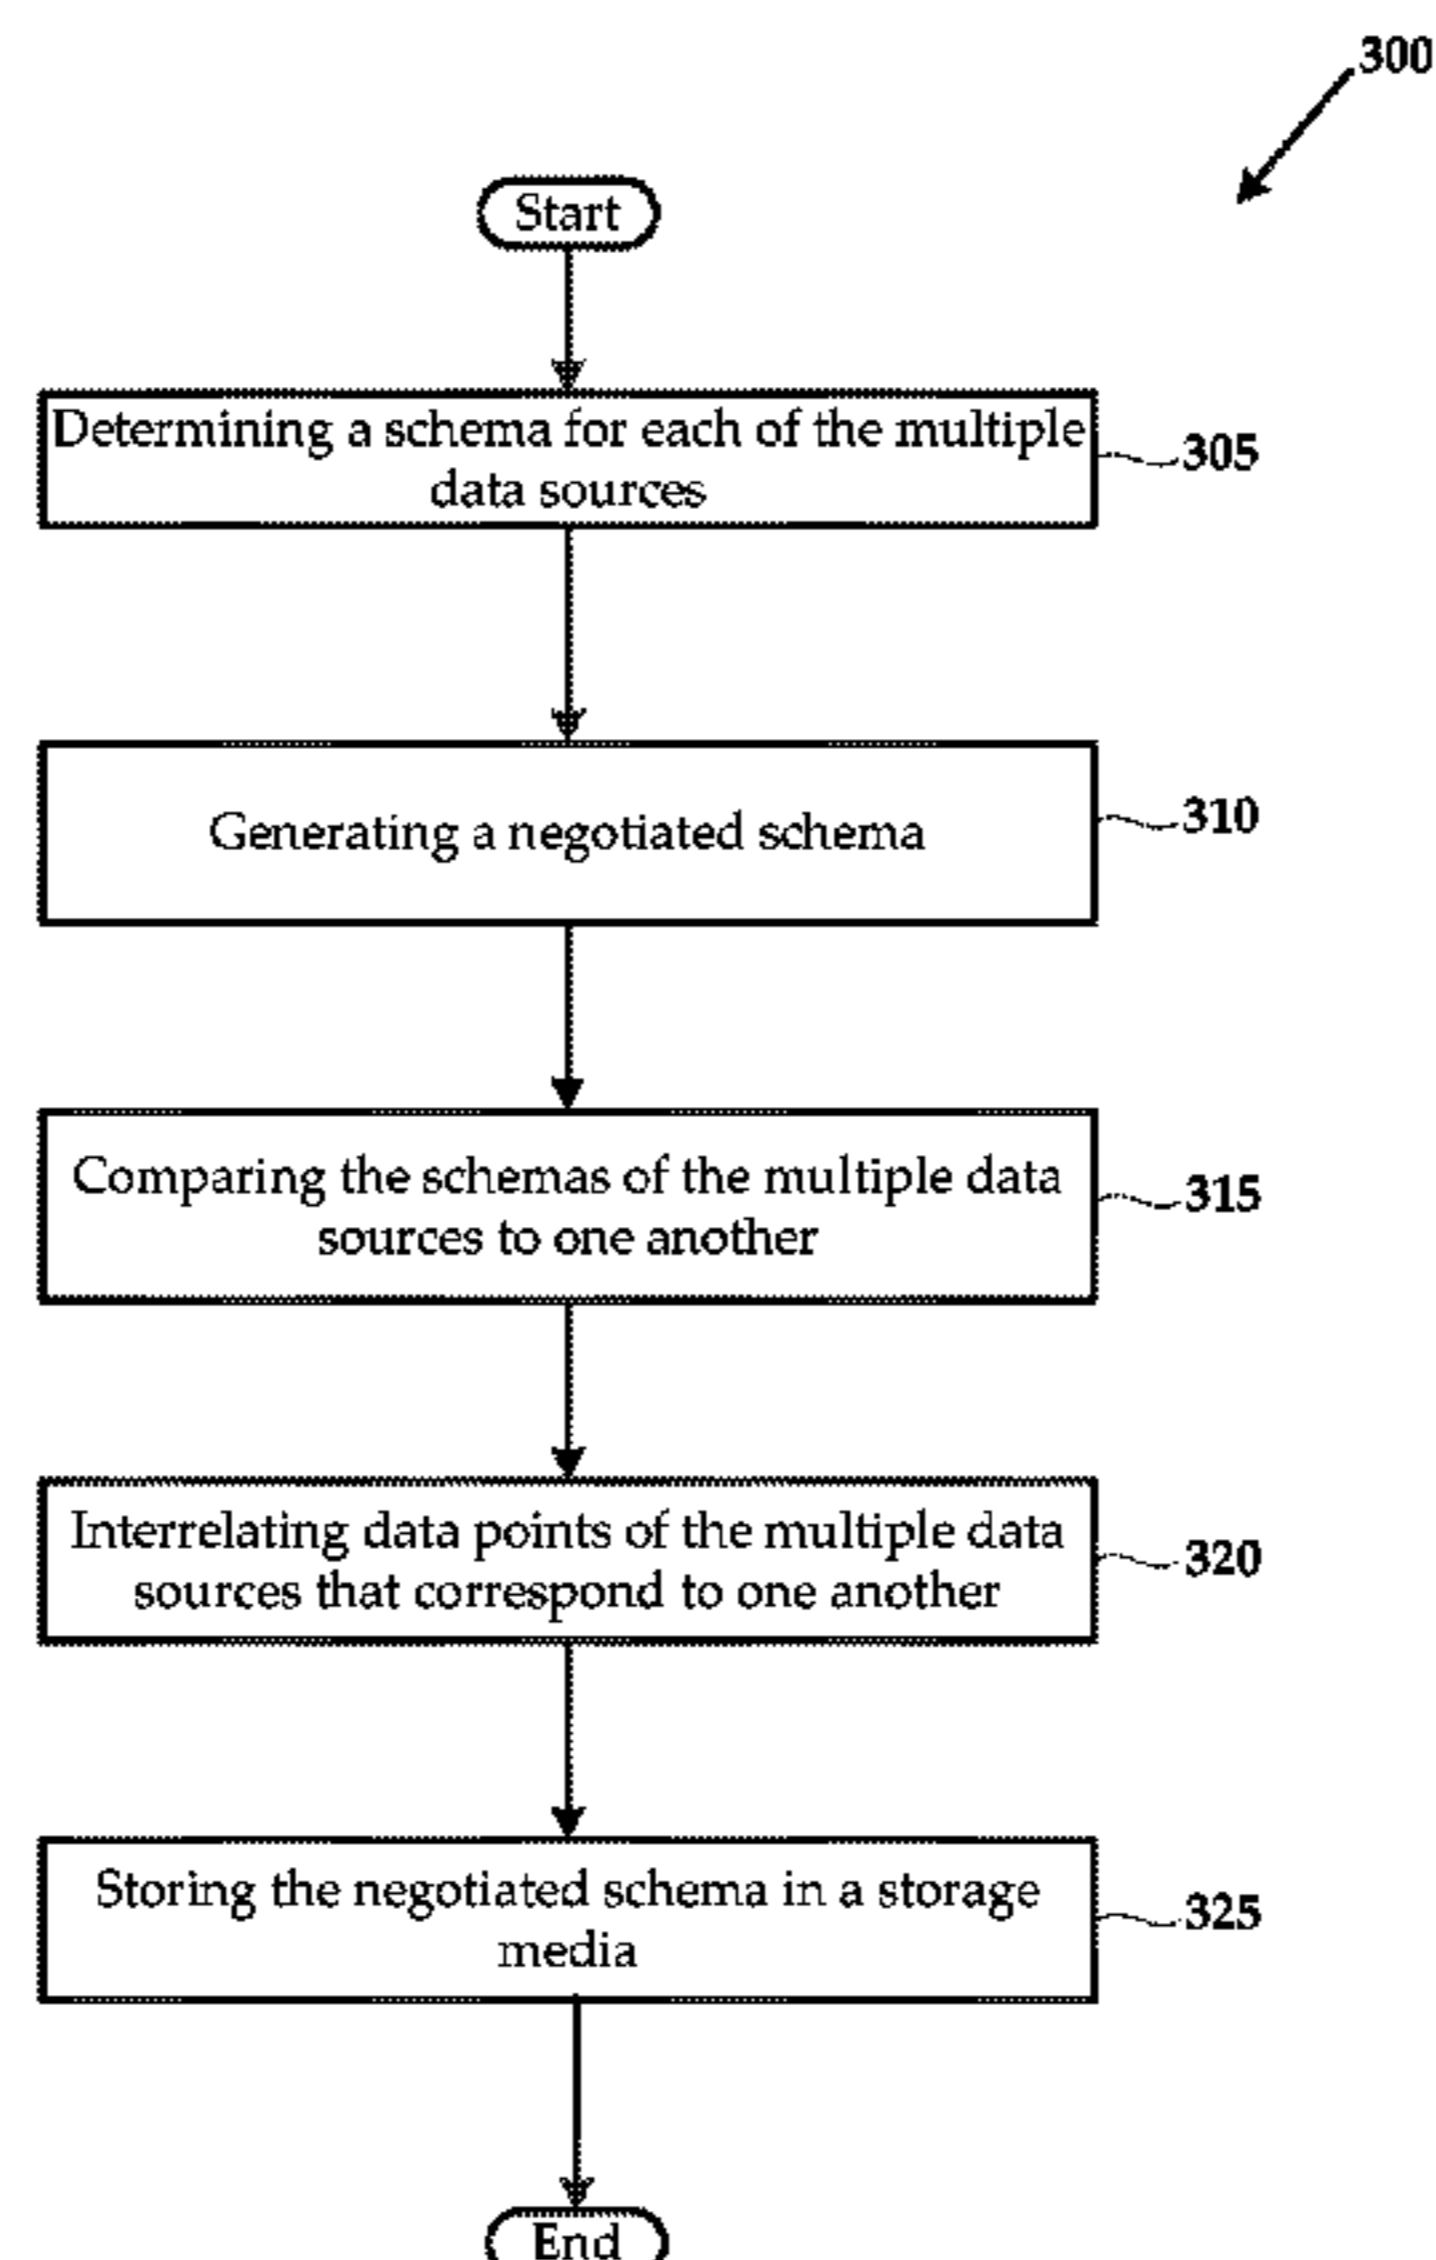 300
Start
Determining a schema for each of the multiple
data sources
305
Generating a negotiated schema
310
Comparing the schemas of the multiple data
sources to one another
315
Interrelating data points of the multiple data
sources that correspond to one another
320
Storing the negotiated schema in a storage
media
325
End